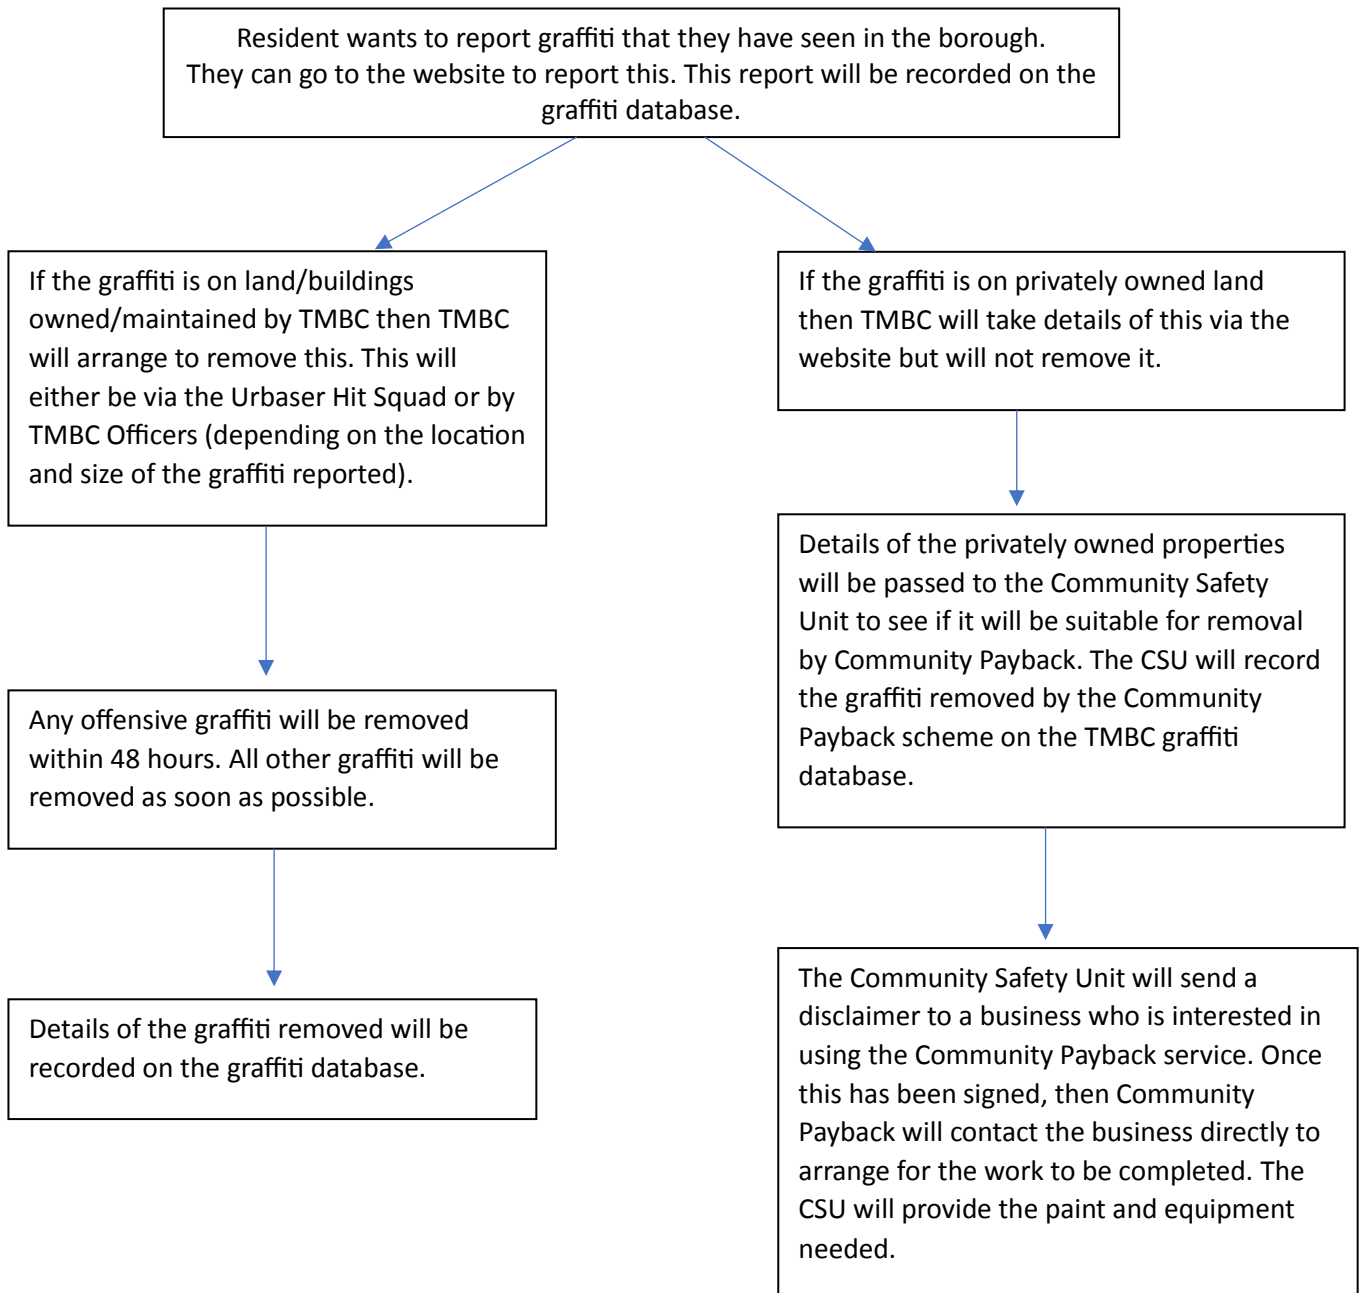 Resident wants to report graffiti that they have seen in the borough.
They can go to the website to report this. This report will be recorded on the
graffiti database.
If the graffiti is on land/buildings
owned/maintained by TMBC then TMBC
will arrange to remove this. This will
either be via the Urbaser Hit Squad or by
TMBC Officers (depending on the location
and size of the graffiti reported).
Any offensive graffiti will be removed
within 48 hours. All other graffiti will be
removed as soon as possible.
Details of the graffiti removed will be
recorded on the graffiti database.
If the graffiti is on privately owned land
then TMBC will take details of this via the
website but will not remove it.
Details of the privately owned properties
will be passed to the Community Safety
Unit to see if it will be suitable for removal
by Community Payback. The CSU will record
the graffiti removed by the Community
Payback scheme on the TMBC graffiti
database.
The Community Safety Unit will send a
disclaimer to a business who is interested in
using the Community Payback service. Once
this has been signed, then Community
Payback will contact the business directly to
arrange for the work to be completed. The
CSU will provide the paint and equipment
needed.